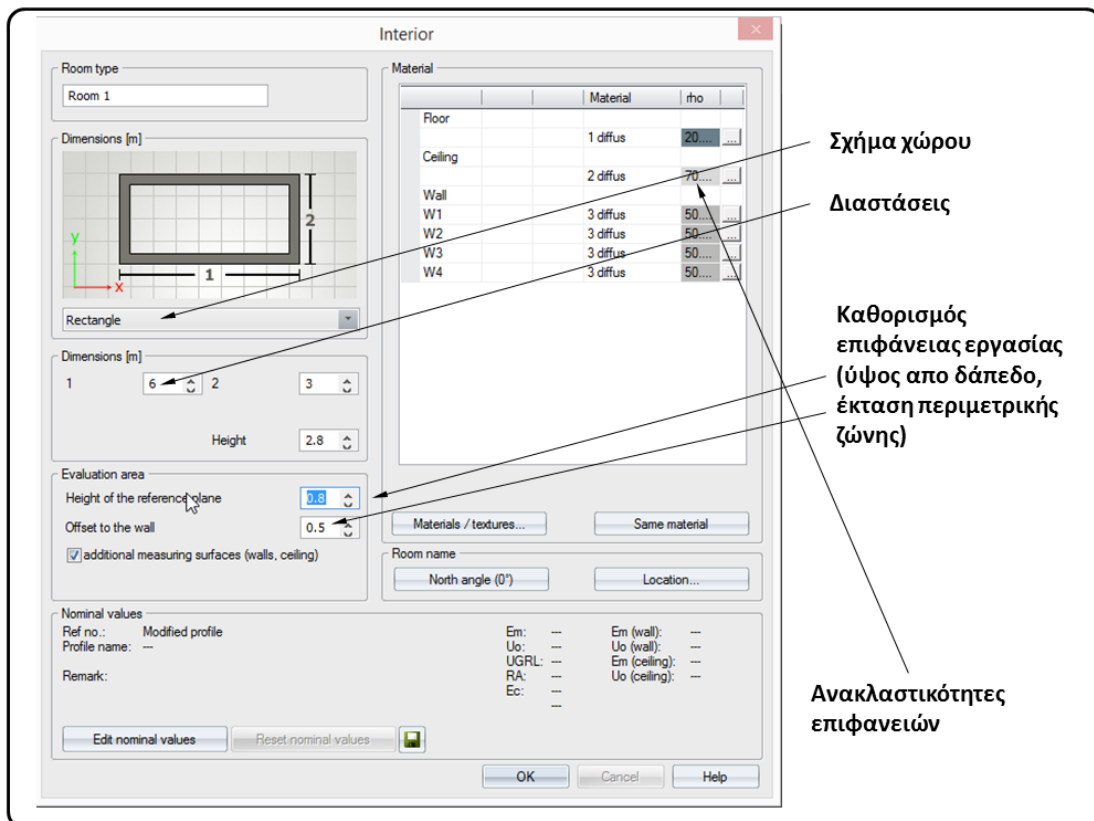 Interior
Room type
Room 1
Dimensions [m]
2
y
1
x
Rectangle
Dimensions [m]
1 6 2 3
Height 2.8
Evaluation area
Height of the reference plane 0.8
Offset to the wall 0.5
additional measuring surfaces (walls, ceiling)
Material
Material rho
Floor
1 diffus 20.... ...
Ceiling
2 diffus 70.... ...
Wall
W1 3 diffus 50.... ...
W2 3 diffus 50.... ...
W3 3 diffus 50.... ...
W4 3 diffus 50.... ...
Materials / textures... Same material
Room name
North angle (0°) Location...
Nominal values
Ref no.: Modified profile
Profile name: ---
Remark:
Em: --- Em (wall): ---
Uo: --- Uo (wall): ---
UGRL: --- Em (ceiling): ---
RA: --- Uo (ceiling): ---
Ec: ---
---
Edit nominal values Reset nominal values
OK Cancel Help
Σχήμα χώρου
Διαστάσεις
Καθορισμός
επιφάνειας εργασίας
(ύψος απο δάπεδο,
έκταση περιμετρικής
ζώνης)
Ανακλαστικότητες
επιφανειών